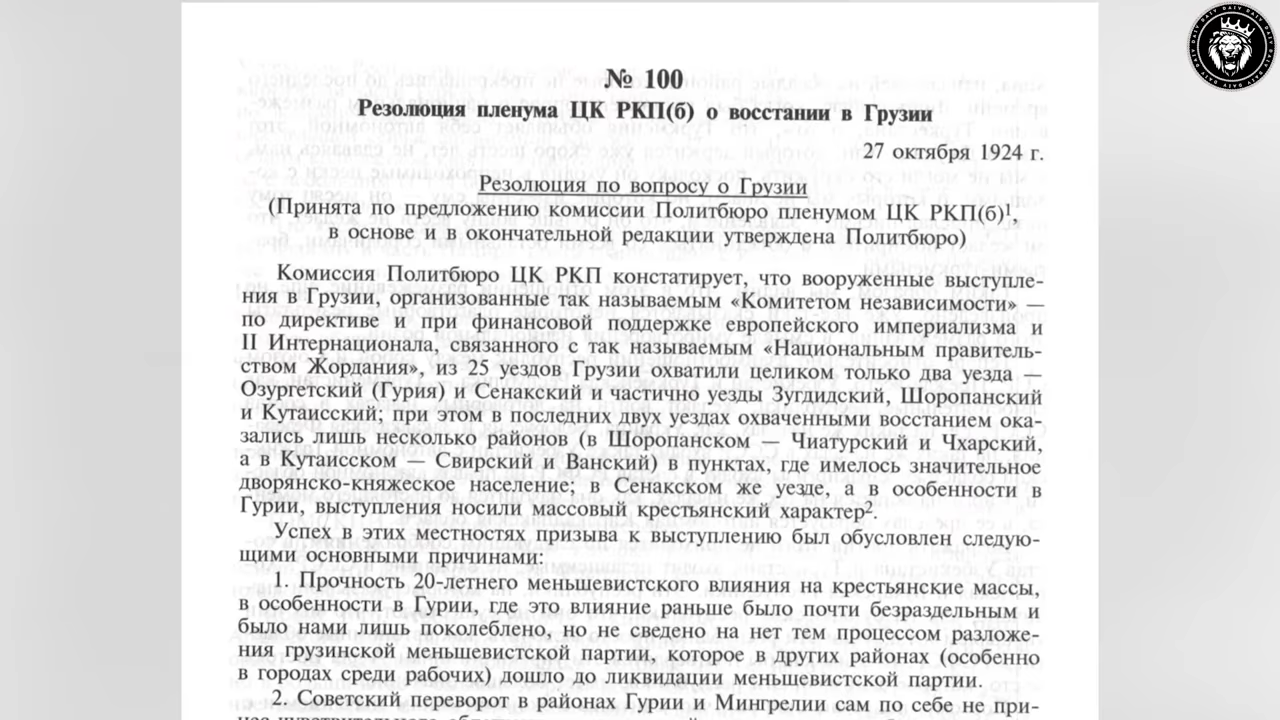 № 100
Резолюция пленума ЦК РКП(б) о восстании в Грузии
27 октября 1924 г.
Резолюция по вопросу о Грузии
(Принята по предложению комиссии Политбюро пленумом ЦК РКП(б)¹,
в основе и в окончательной редакции утверждена Политбюро)
Комиссия Политбюро ЦК РКП констатирует, что вооруженные выступле-
ния в Грузии, организованные так называемым «Комитетом независимости» —
по директиве и при финансовой поддержке европейского империализма и
II Интернационала, связанного с так называемым «Национальным правитель-
ством Жордания», из 25 уездов Грузии охватили целиком только два уезда —
Озургетский (Гурия) и Сенакский и частично уезды Зугдидский, Шоропанский
и Кутаисский; при этом в последних двух уездах охваченными восстанием ока-
зались лишь несколько районов (в Шоропанском — Чиатурский и Чхарский,
а в Кутаисском — Свирский и Ванский) в пунктах, где имелось значительное
дворянско-княжеское население; в Сенакском же уезде, а в особенности в
Гурии, выступления носили массовый крестьянский характер².
Успех в этих местностях призыва к выступлению был обусловлен следую-
щими основными причинами:
1. Прочность 20-летнего меньшевистского влияния на крестьянские массы,
в особенности в Гурии, где это влияние раньше было почти безраздельным и
было нами лишь поколеблено, но не сведено на нет тем процессом разложе-
ния грузинской меньшевистской партии, которое в других районах (особенно
в городах среди рабочих) дошло до ликвидации меньшевистской партии.
2. Советский переворот в районах Гурии и Мингрелии сам по себе не при-